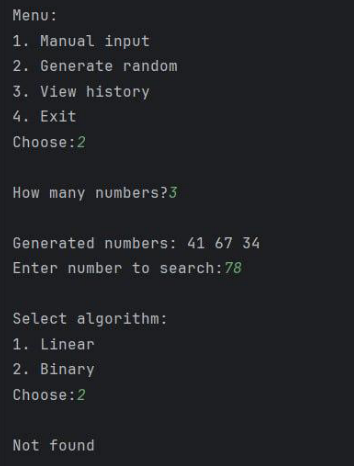 Menu:
1. Manual input
2. Generate random
3. View history
4. Exit
Choose:2
How many numbers?3
Generated numbers: 41 67 34
Enter number to search:78
Select algorithm:
1. Linear
2. Binary
Choose:2
Not found